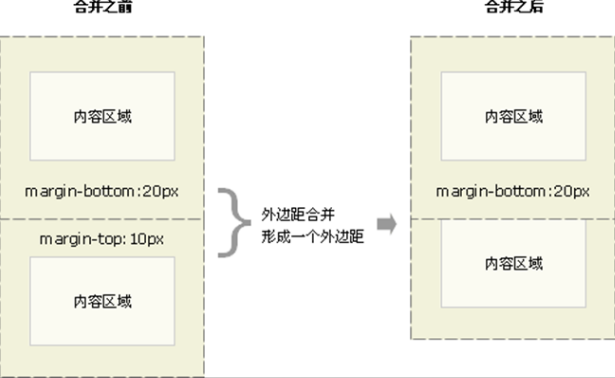 合并之前
合并之后
内容区域
内容区域
margin-bottom:20px
margin-bottom:20px
外边距合并
形成一个外边距
margin-top:10px
内容区域
内容区域